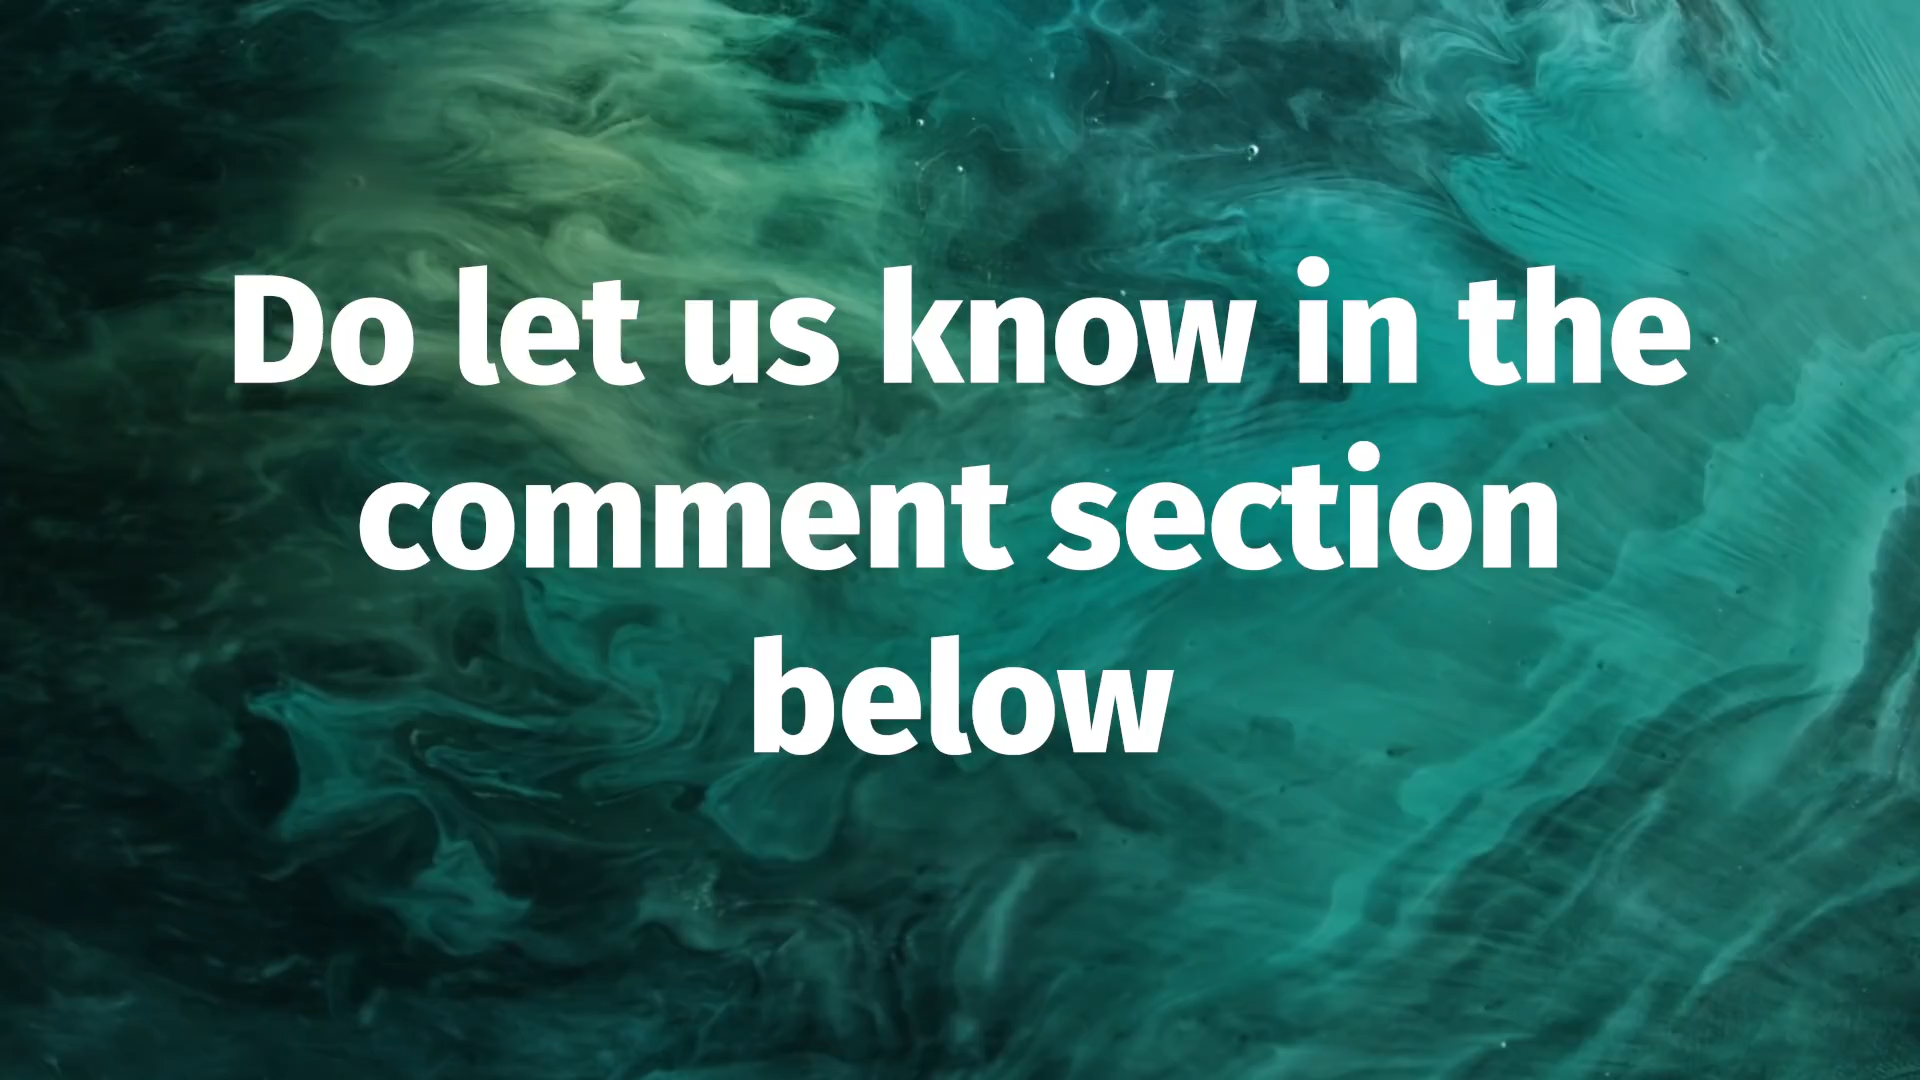 Do let us know in the
comment section
below